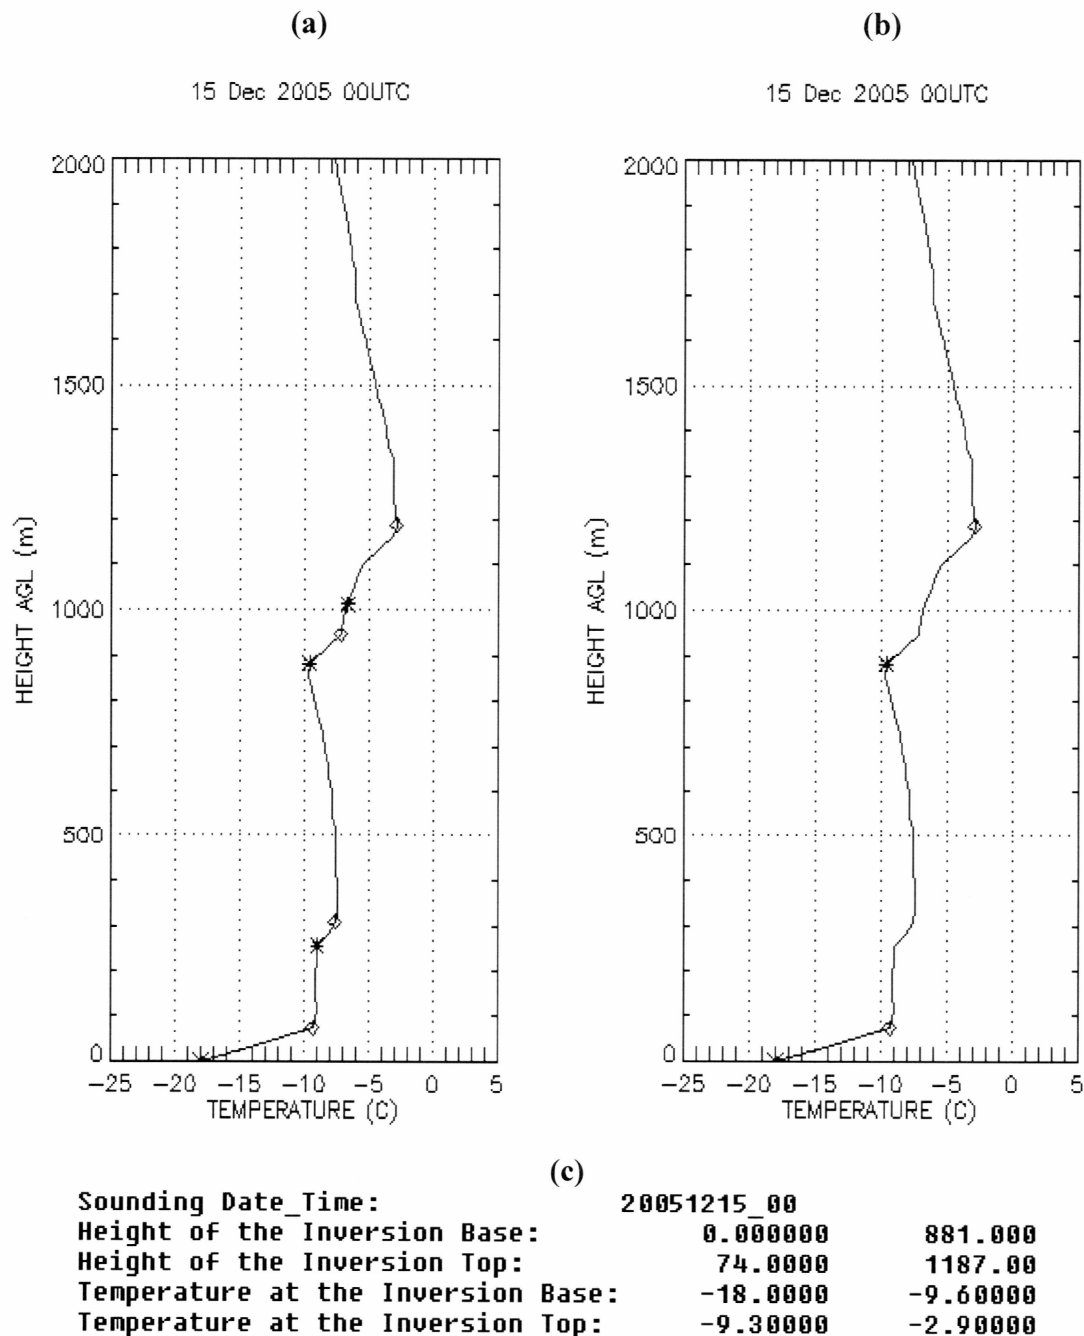 (a) (b)
15 Dec 2005 00UTC 15 Dec 2005 00UTC
2000 2000
1500 1500
HEIGHT AGL (m) HEIGHT AGL (m)
1000 1000
500 500
0 0
-25 -20 -15 -10 -5 0 5 -25 -20 -15 -10 -5 0 5
TEMPERATURE (C) TEMPERATURE (C)
(c)
Sounding Date_Time: 20051215_00
Height of the Inversion Base: 0.000000 881.000
Height of the Inversion Top: 74.0000 1187.00
Temperature at the Inversion Base: -18.0000 -9.60000
Temperature at the Inversion Top: -9.30000 -2.90000